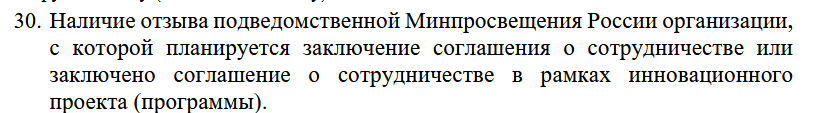 30. Наличие отзыва подведомственной Минпросвещения России организации,
с которой планируется заключение соглашения о сотрудничестве или
заключено соглашение о сотрудничестве в рамках инновационного
проекта (программы).